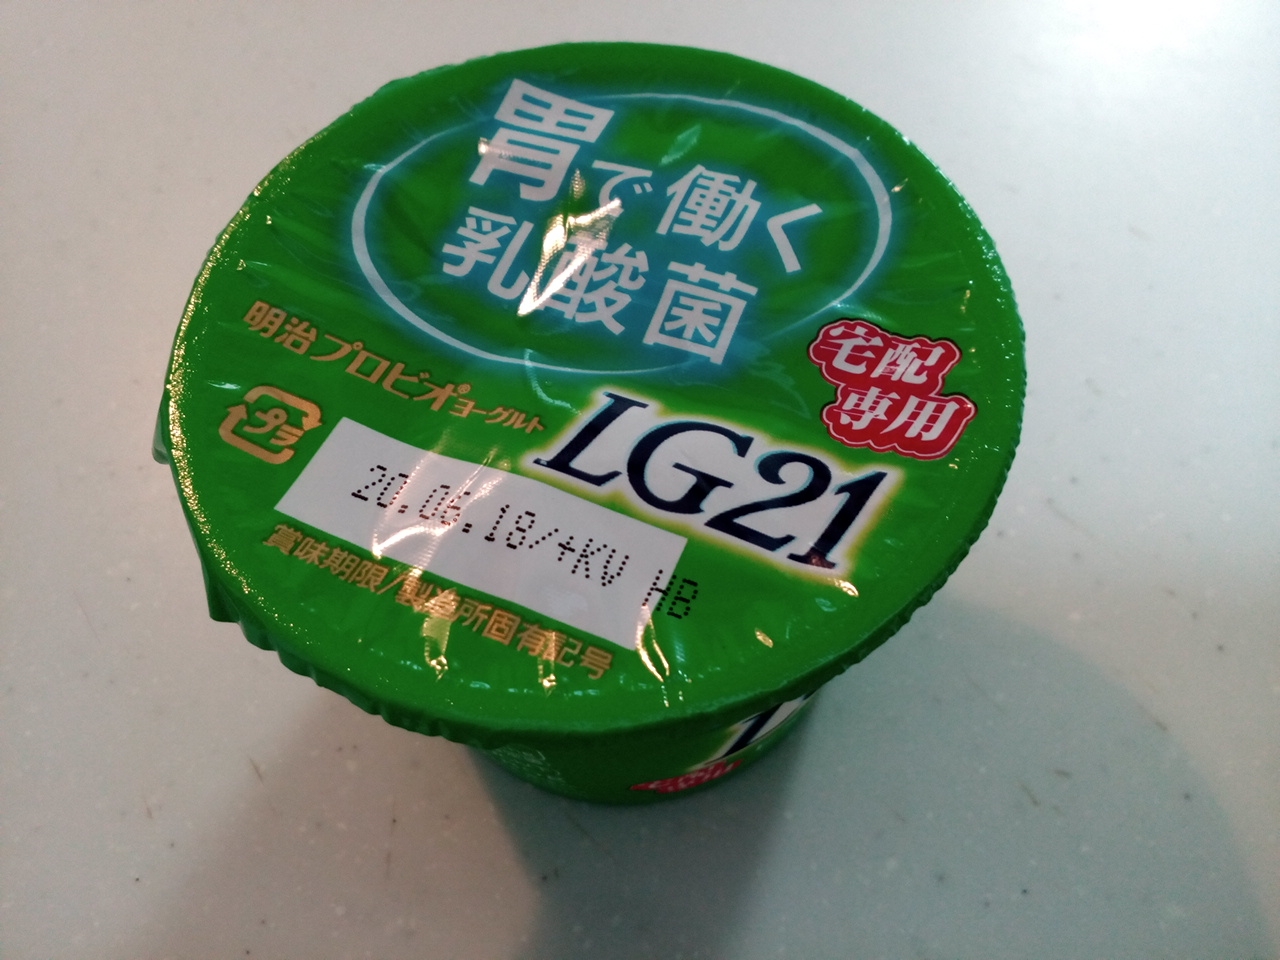 胃で働く
乳酸菌
宅配
専用
明治プロビオ®ヨーグルト
LG21
プラ
20.06.18/+KV
賞味期限/製造所固有記号